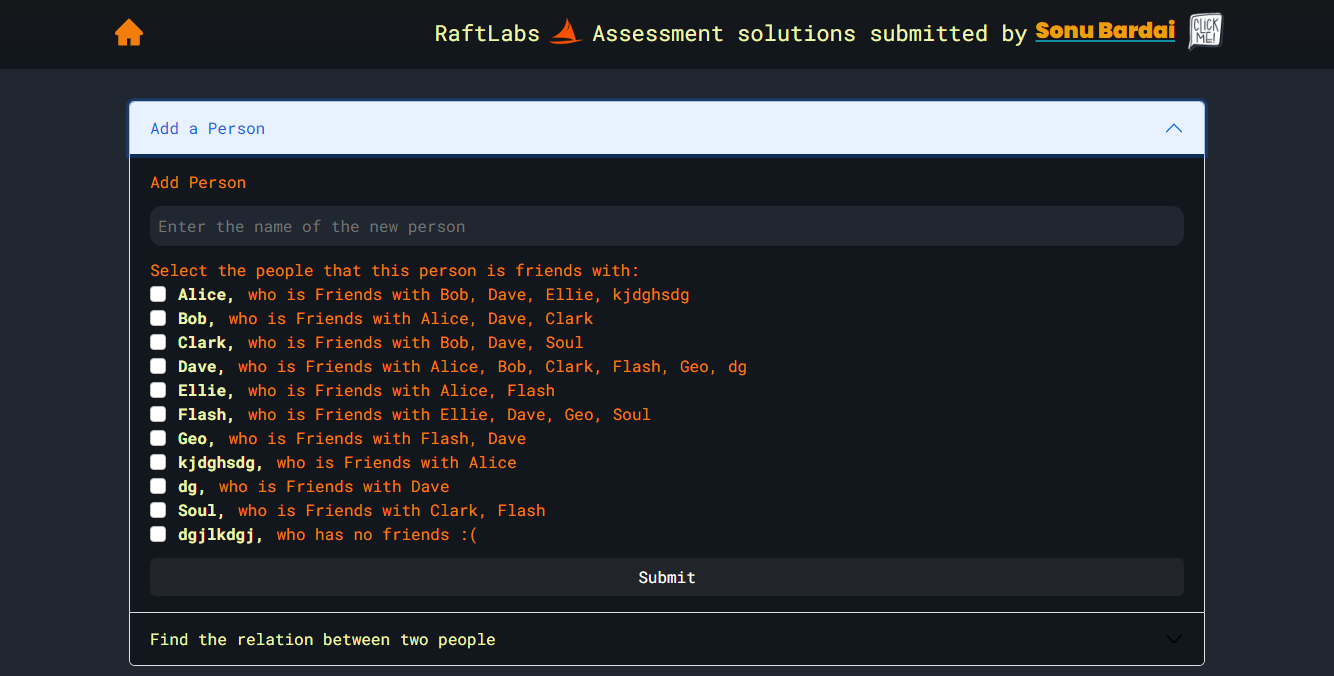 RaftLabs Assessment solutions submitted by Sonu Bardai CLICK ME!
Add a Person
Add Person
Enter the name of the new person
Select the people that this person is friends with:
Alice, who is Friends with Bob, Dave, Ellie, kjdghsdg
Bob, who is Friends with Alice, Dave, Clark
Clark, who is Friends with Bob, Dave, Soul
Dave, who is Friends with Alice, Bob, Clark, Flash, Geo, dg
Ellie, who is Friends with Alice, Flash
Flash, who is Friends with Ellie, Dave, Geo, Soul
Geo, who is Friends with Flash, Dave
kjdghsdg, who is Friends with Alice
dg, who is Friends with Dave
Soul, who is Friends with Clark, Flash
dgjlkdgj, who has no friends :(
Submit
Find the relation between two people